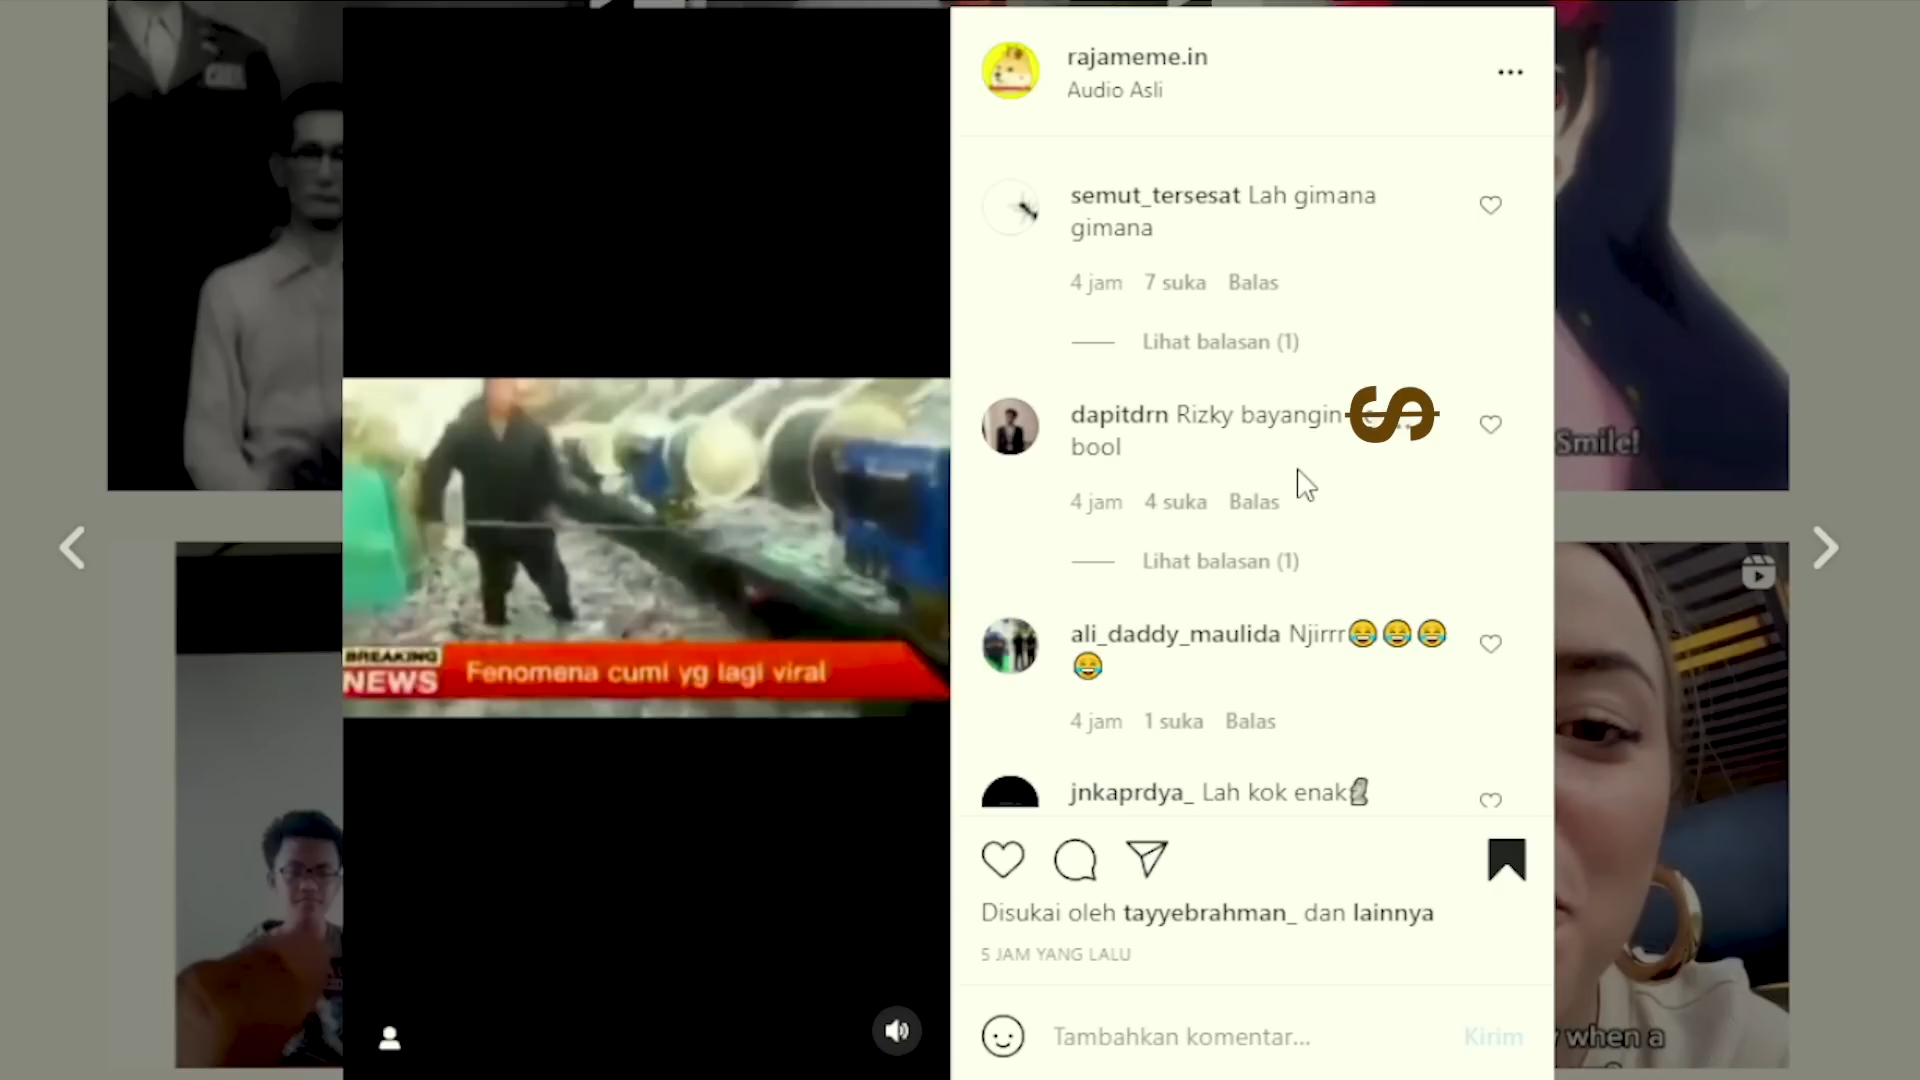 rajameme.in
Audio Asli
semut_tersesat Lah gimana
gimana
4 jam 7 suka Balas
Lihat balasan (1)
dapitdrn Rizky bayangin
bool
4 jam 4 suka Balas
Lihat balasan (1)
ali_daddy_maulida Njirrr😂😂😂
😂
4 jam 1 suka Balas
jnkaprdya_ Lah kok enak🗿
Disukai oleh tayyebrahman_ dan lainnya
5 JAM YANG LALU
Tambahkan komentar...
Kirim
BREAKING
NEWS
Fenomena cumi yg lagi viral
Smile!
when a